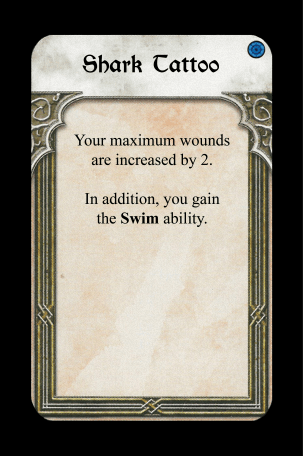 Shark Tattoo
Your maximum wounds
are increased by 2.
In addition, you gain
the Swim ability.